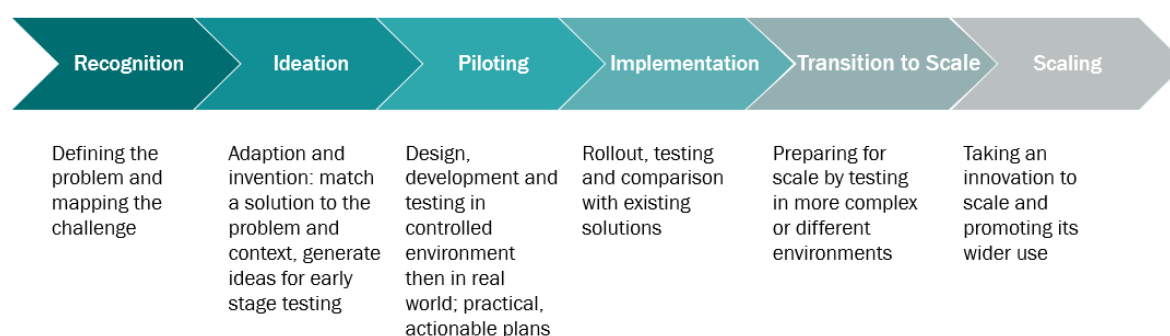 Recognition
Ideation
Piloting
Implementation
Transition to Scale
Scaling
Defining the
problem and
mapping the
challenge
Adaption and
invention: match
a solution to the
problem and
context, generate
ideas for early
stage testing
Design,
development and
testing in
controlled
environment
then in real
world; practical,
actionable plans
Rollout, testing
and comparison
with existing
solutions
Preparing for
scale by testing
in more complex
or different
environments
Taking an
innovation to
scale and
promoting its
wider use